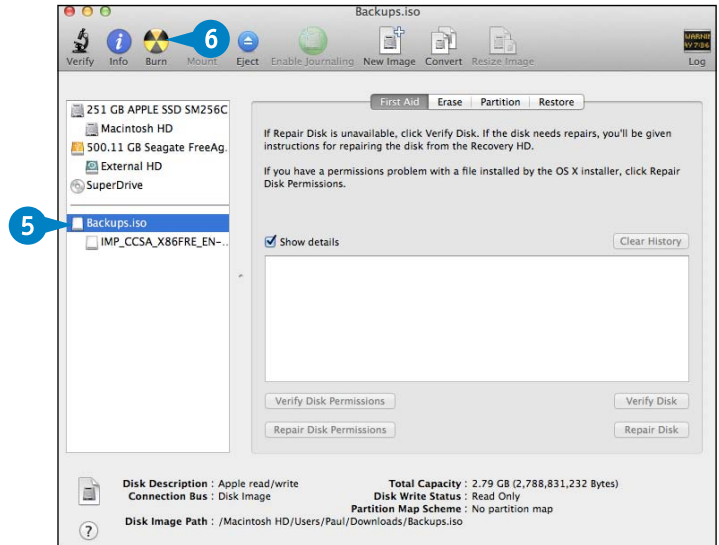 Backups.iso
6
Verify Info Burn Mount Eject Enable Journaling New Image Convert Resize Image Log
251 GB APPLE SSD SM256C
Macintosh HD
500.11 GB Seagate FreeAg.
External HD
SuperDrive
5
Backups.iso
IMP_CCSA_X86FRE_EN-..
First Aid Erase Partition Restore
If Repair Disk is unavailable, click Verify Disk. If the disk needs repairs, you'll be given
instructions for repairing the disk from the Recovery HD.
If you have a permissions problem with a file installed by the OS X installer, click Repair
Disk Permissions.
Show details
Clear History
Verify Disk Permissions Verify Disk
Repair Disk Permissions Repair Disk
Disk Description : Apple read/write Total Capacity : 2.79 GB (2,788,831,232 Bytes)
Connection Bus : Disk Image Disk Write Status : Read Only
Partition Map Scheme : No partition map
Disk Image Path : /Macintosh HD/Users/Paul/Downloads/Backups.iso
?